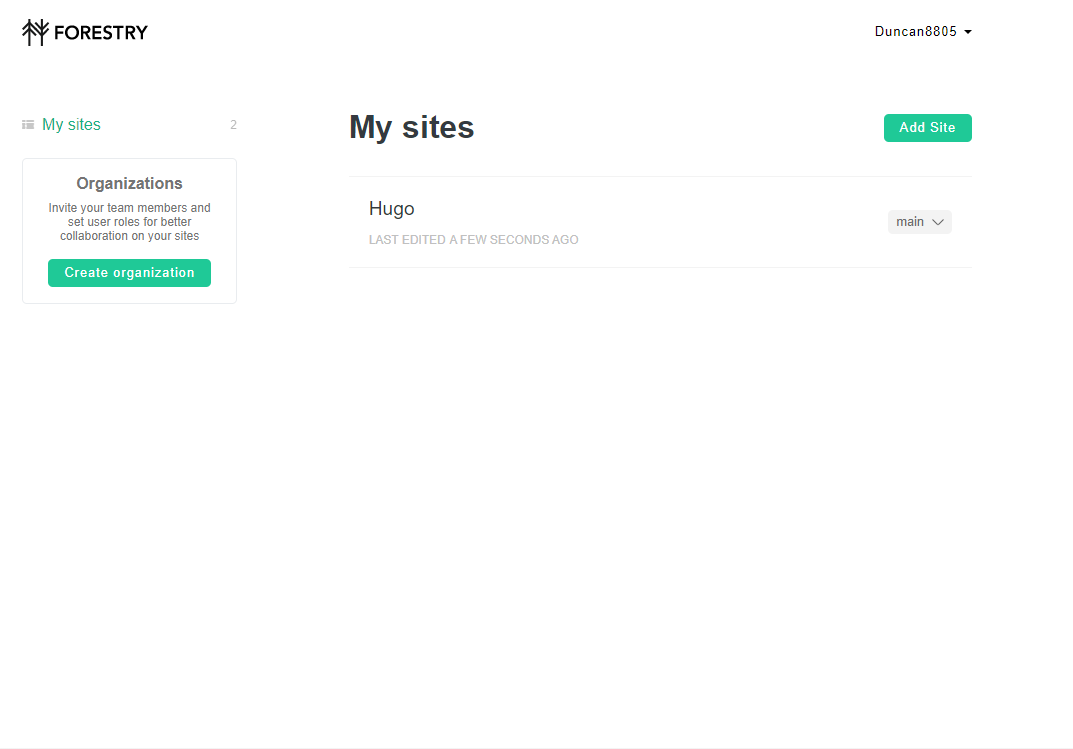 FORESTRY
Duncan8805
My sites
2
Organizations
Invite your team members and
set user roles for better
collaboration on your sites
Create organization
My sites
Add Site
Hugo
LAST EDITED A FEW SECONDS AGO
main